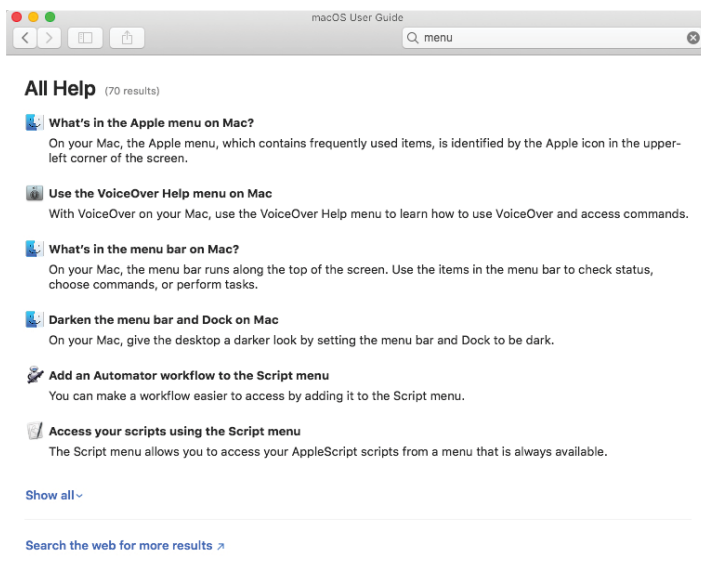 macOS User Guide
menu
All Help (70 results)
What's in the Apple menu on Mac?
On your Mac, the Apple menu, which contains frequently used items, is identified by the Apple icon in the upper-
left corner of the screen.
Use the VoiceOver Help menu on Mac
With VoiceOver on your Mac, use the VoiceOver Help menu to learn how to use VoiceOver and access commands.
What's in the menu bar on Mac?
On your Mac, the menu bar runs along the top of the screen. Use the items in the menu bar to check status,
choose commands, or perform tasks.
Darken the menu bar and Dock on Mac
On your Mac, give the desktop a darker look by setting the menu bar and Dock to be dark.
Add an Automator workflow to the Script menu
You can make a workflow easier to access by adding it to the Script menu.
Access your scripts using the Script menu
The Script menu allows you to access your AppleScript scripts from a menu that is always available.
Show all
Search the web for more results ↗